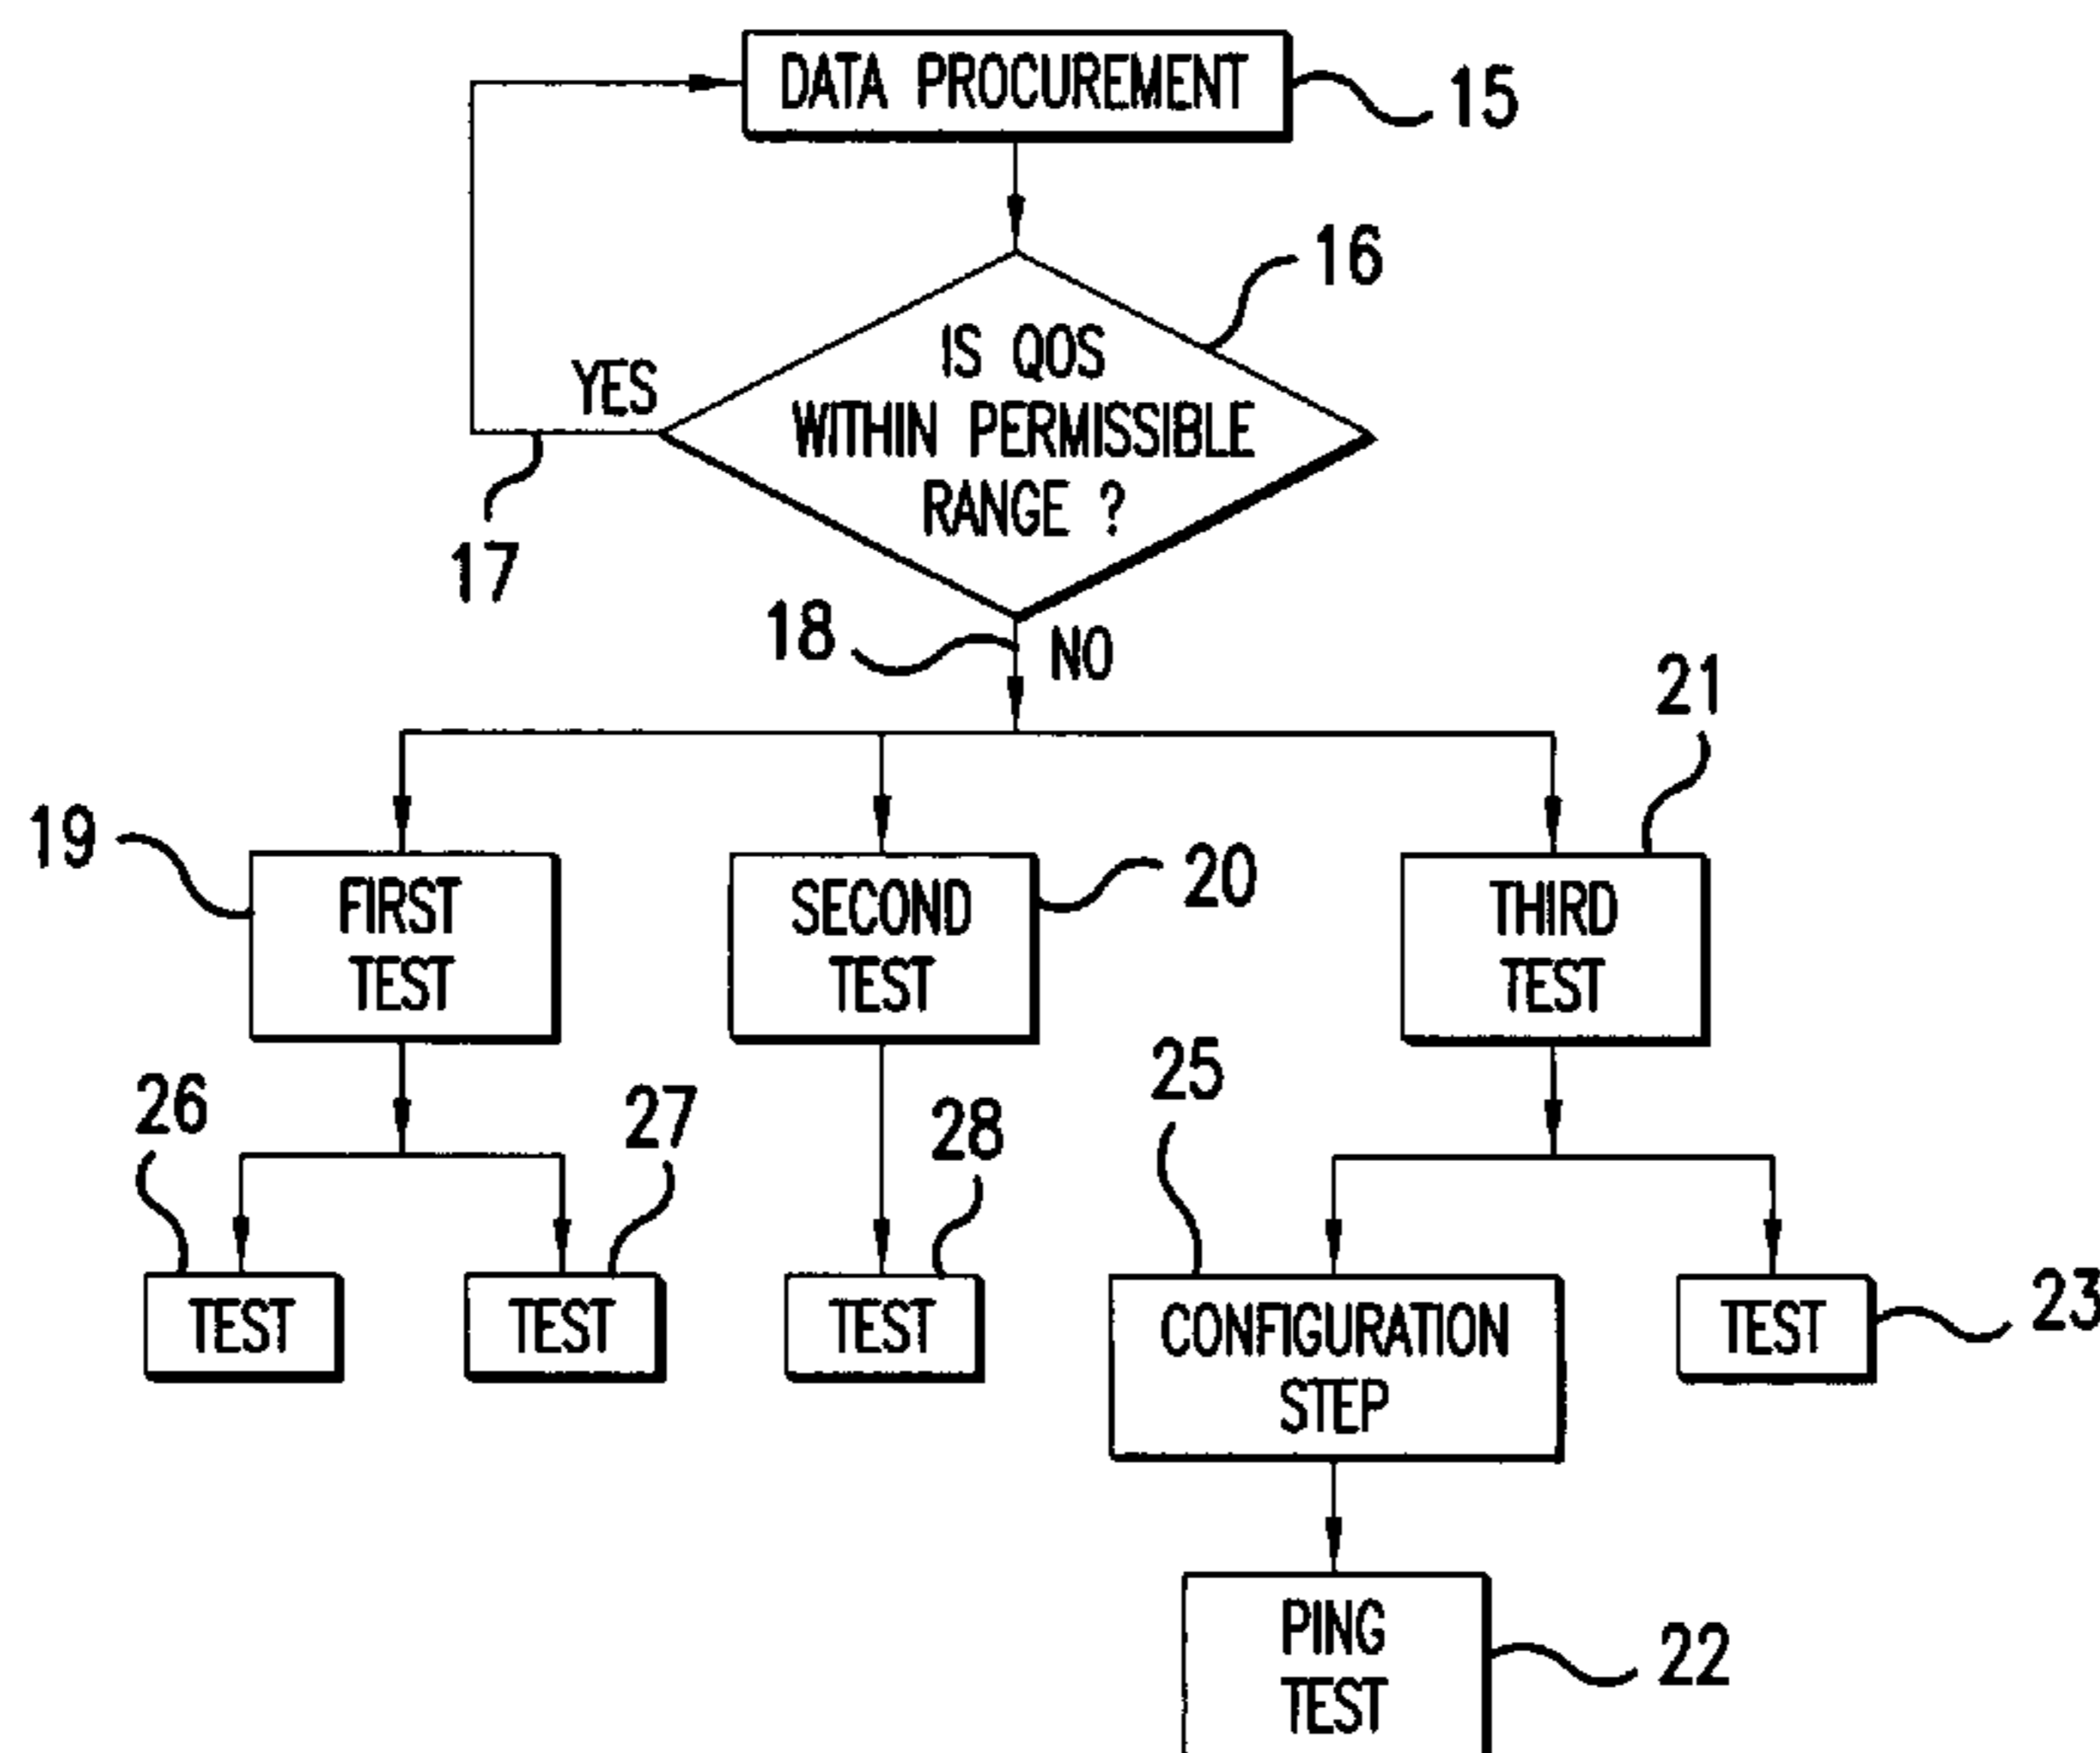 DATA PROCUREMENT
15
16
IS QOS
WITHIN PERMISSIBLE
RANGE ?
YES
17
18
NO
21
19
FIRST
TEST
SECOND
TEST
20
THIRD
TEST
26
27
28
25
TEST
TEST
TEST
CONFIGURATION
STEP
TEST
23
PING
TEST
22